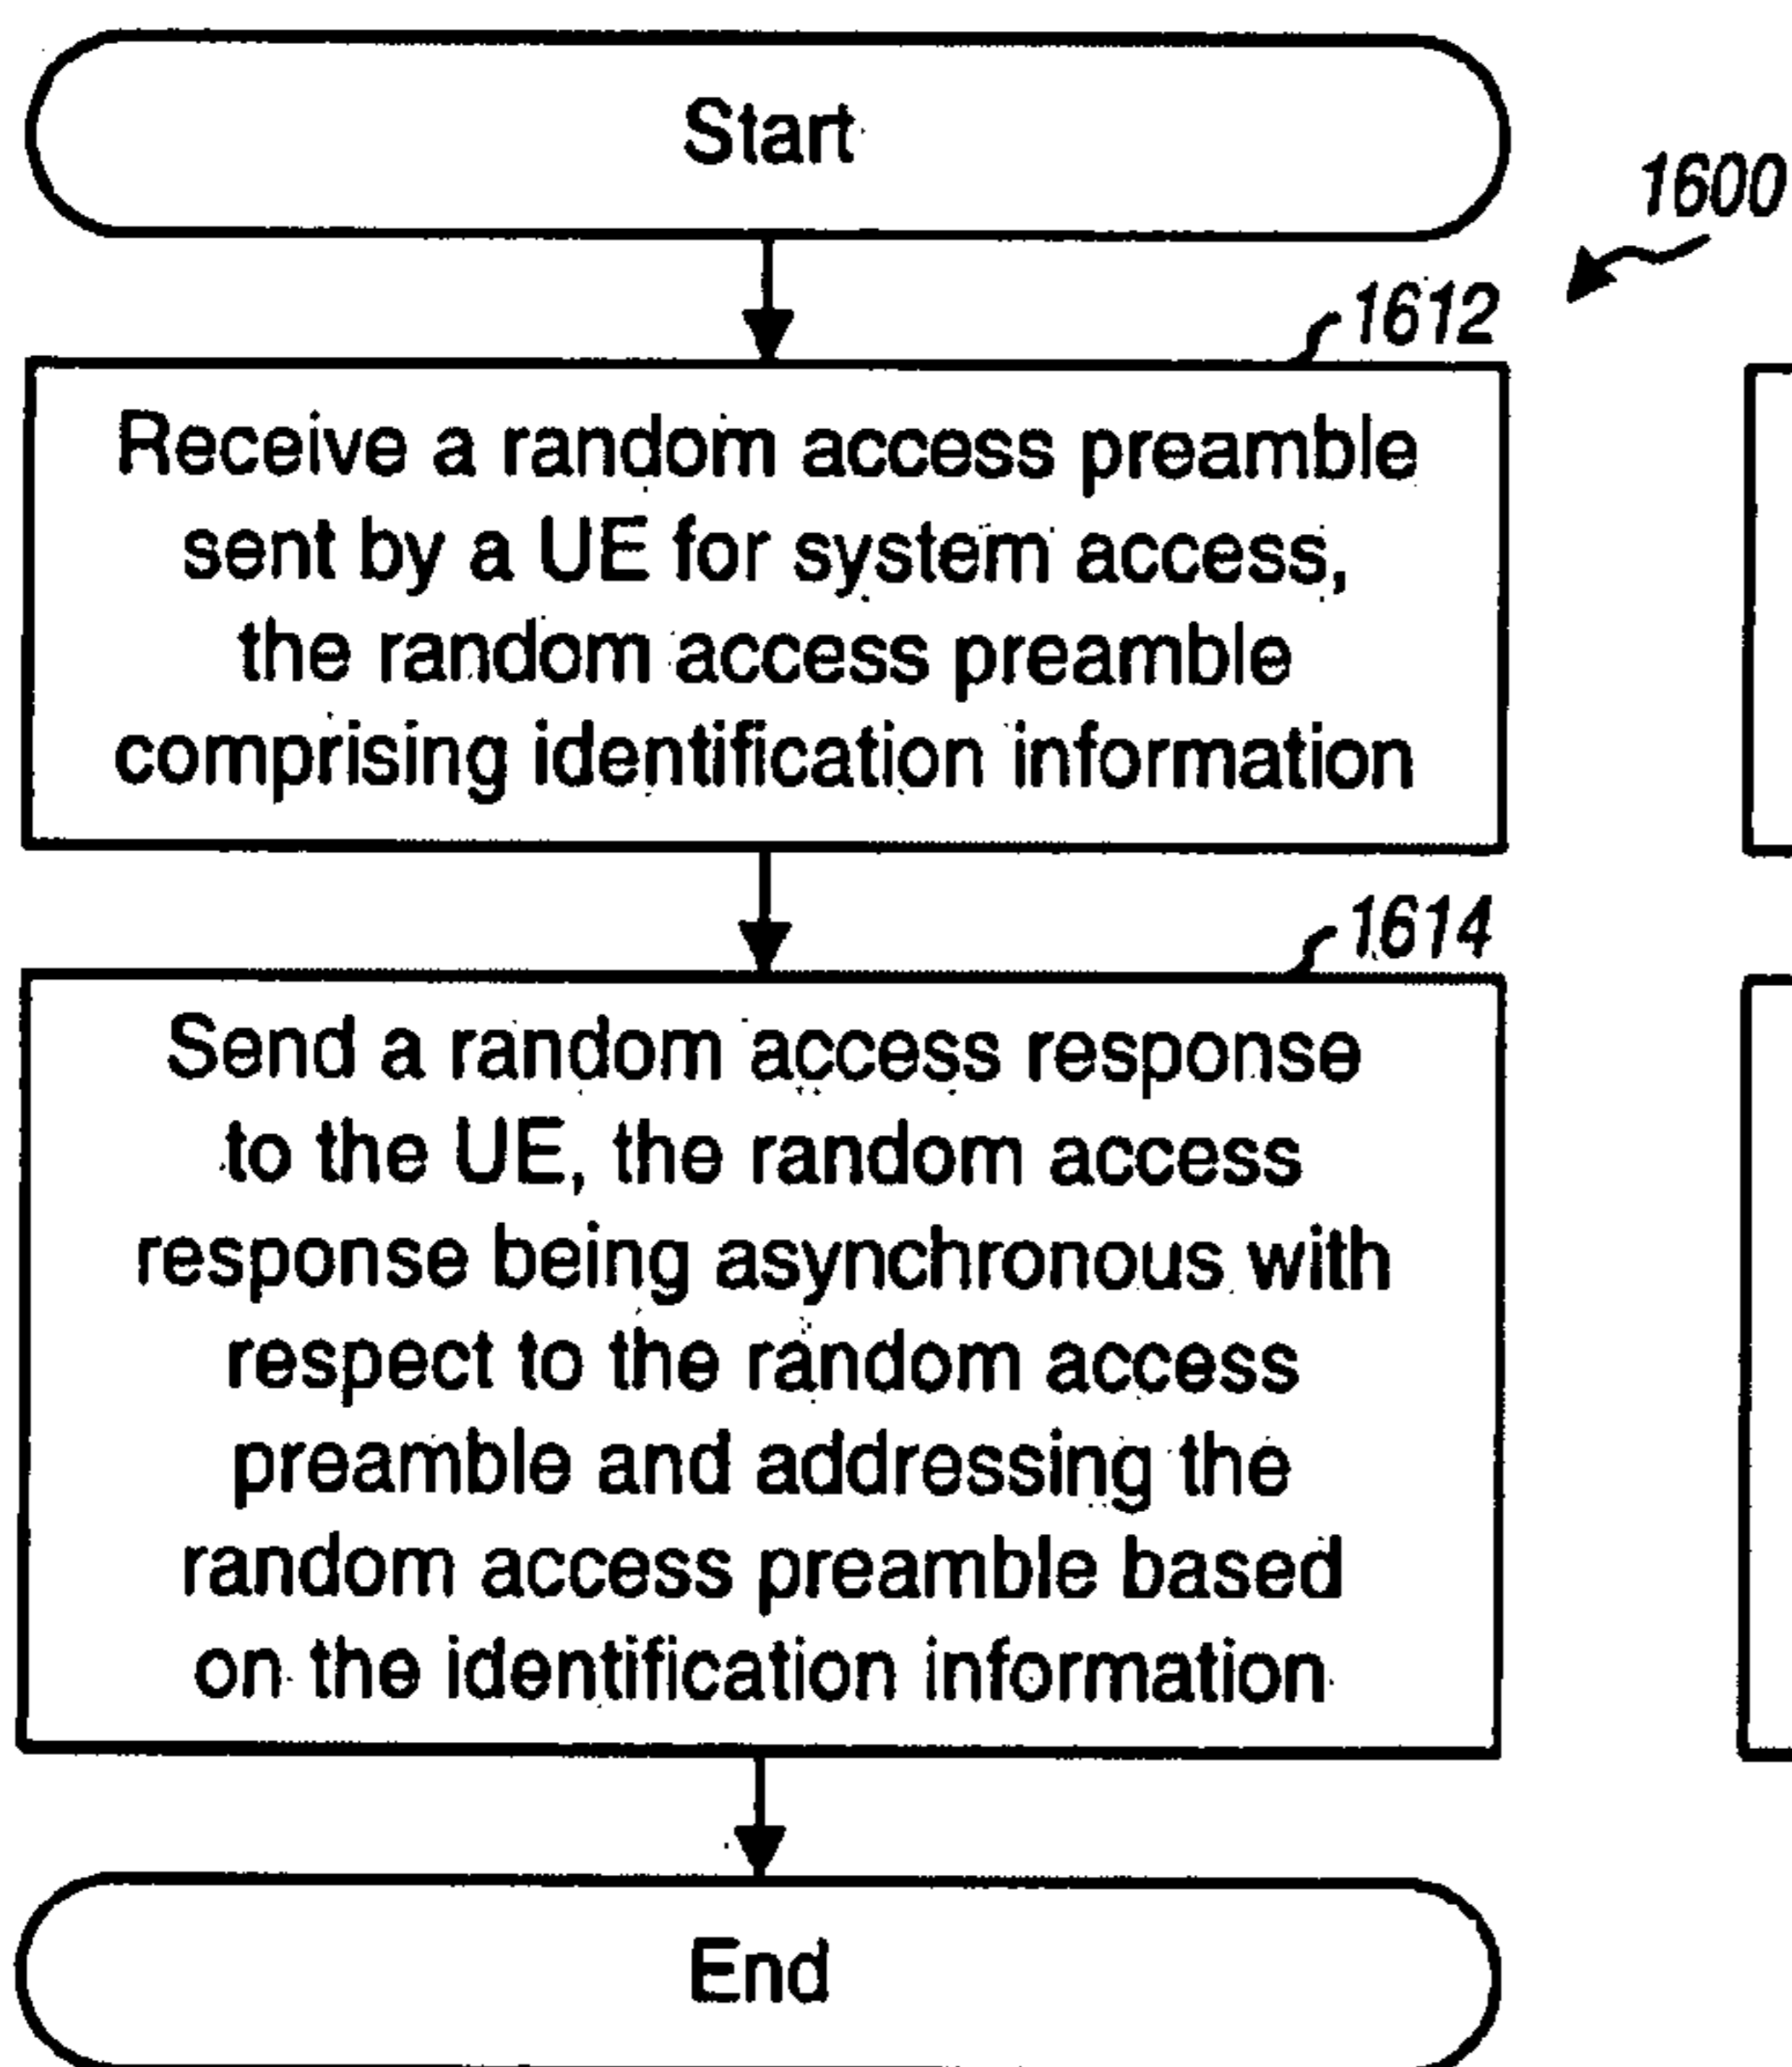 Start
1600
1612
Receive a random access preamble
sent by a UE for system access,
the random access preamble
comprising identification information
1614
Send a random access response
to the UE, the random access
response being asynchronous with
respect to the random access
preamble and addressing the
random access preamble based
on the identification information
End